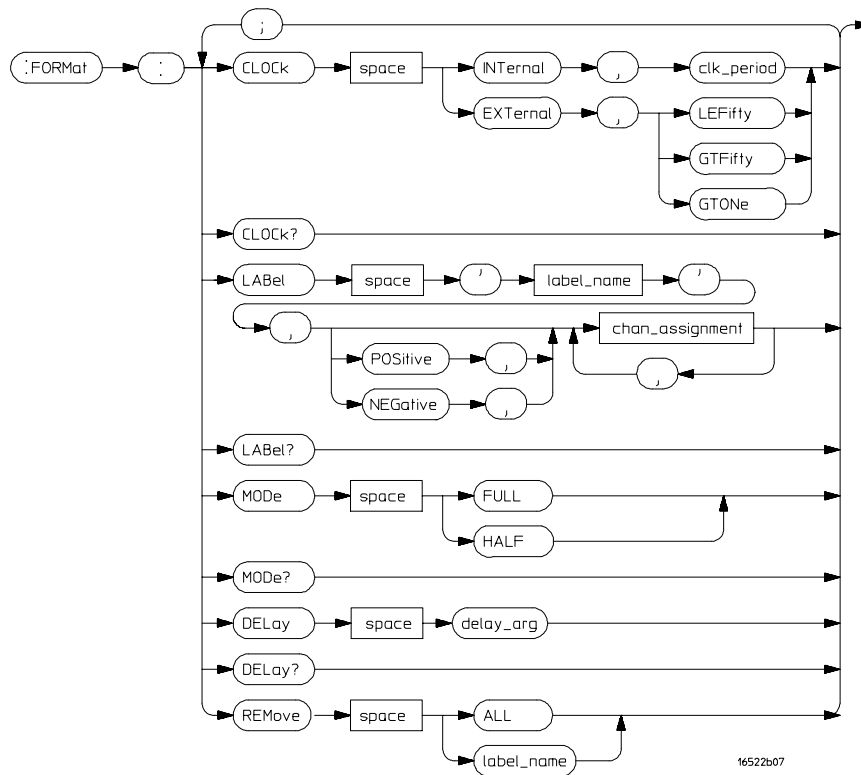 ;
:FORMat : CLOCk space INTernal , clk_period
EXTernal , LEFifty
GTFifty
GTONe
CLOCk?
LABel space ' label_name '
, chan_assignment
POSitive , ,
NEGative ,
LABel?
MODe space FULL
HALF
MODe?
DELay space delay_arg
DELay?
REMove space ALL
label_name
16522b07